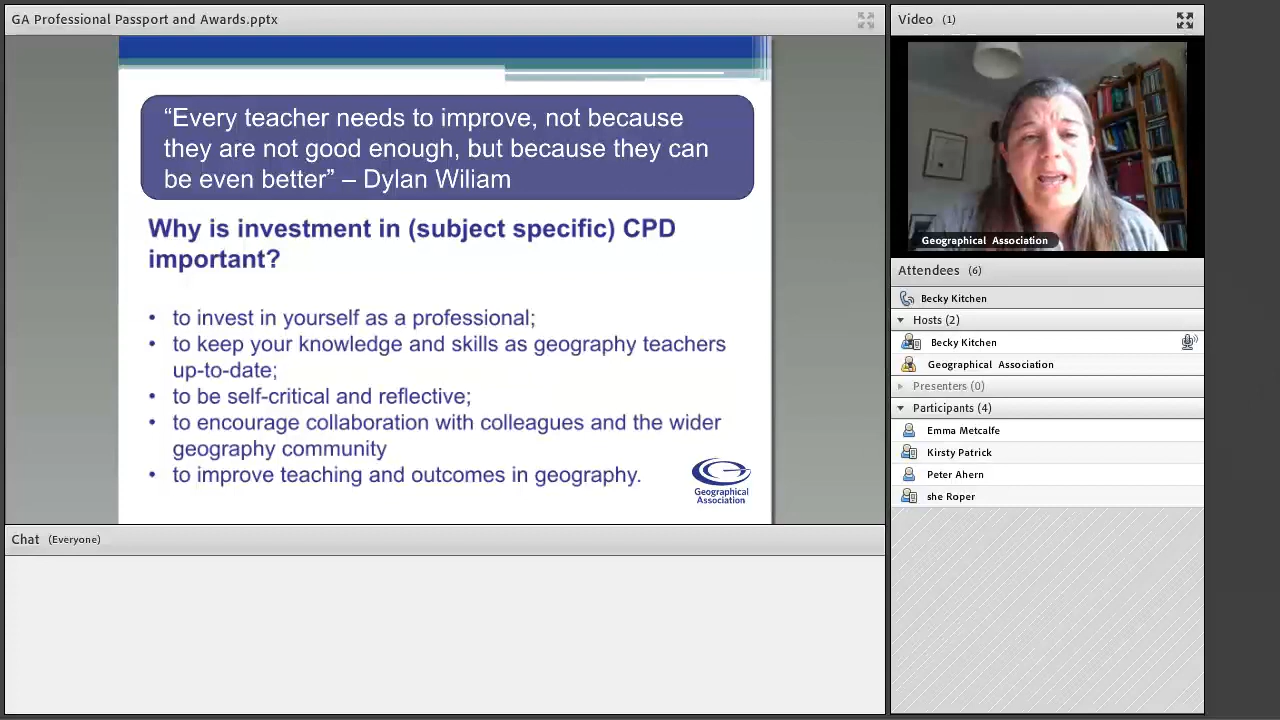 GA Professional Passport and Awards.pptx
“Every teacher needs to improve, not because
they are not good enough, but because they can
be even better” – Dylan Wiliam
Why is investment in (subject specific) CPD
important?
• to invest in yourself as a professional;
• to keep your knowledge and skills as geography teachers
up-to-date;
• to be self-critical and reflective;
• to encourage collaboration with colleagues and the wider
geography community
• to improve teaching and outcomes in geography.
Geographical
Association
Chat (Everyone)
Video (1)
Geographical Association
Attendees (6)
Becky Kitchen
Hosts (2)
Becky Kitchen
Geographical Association
Presenters (0)
Participants (4)
Emma Metcalfe
Kirsty Patrick
Peter Ahern
she Roper